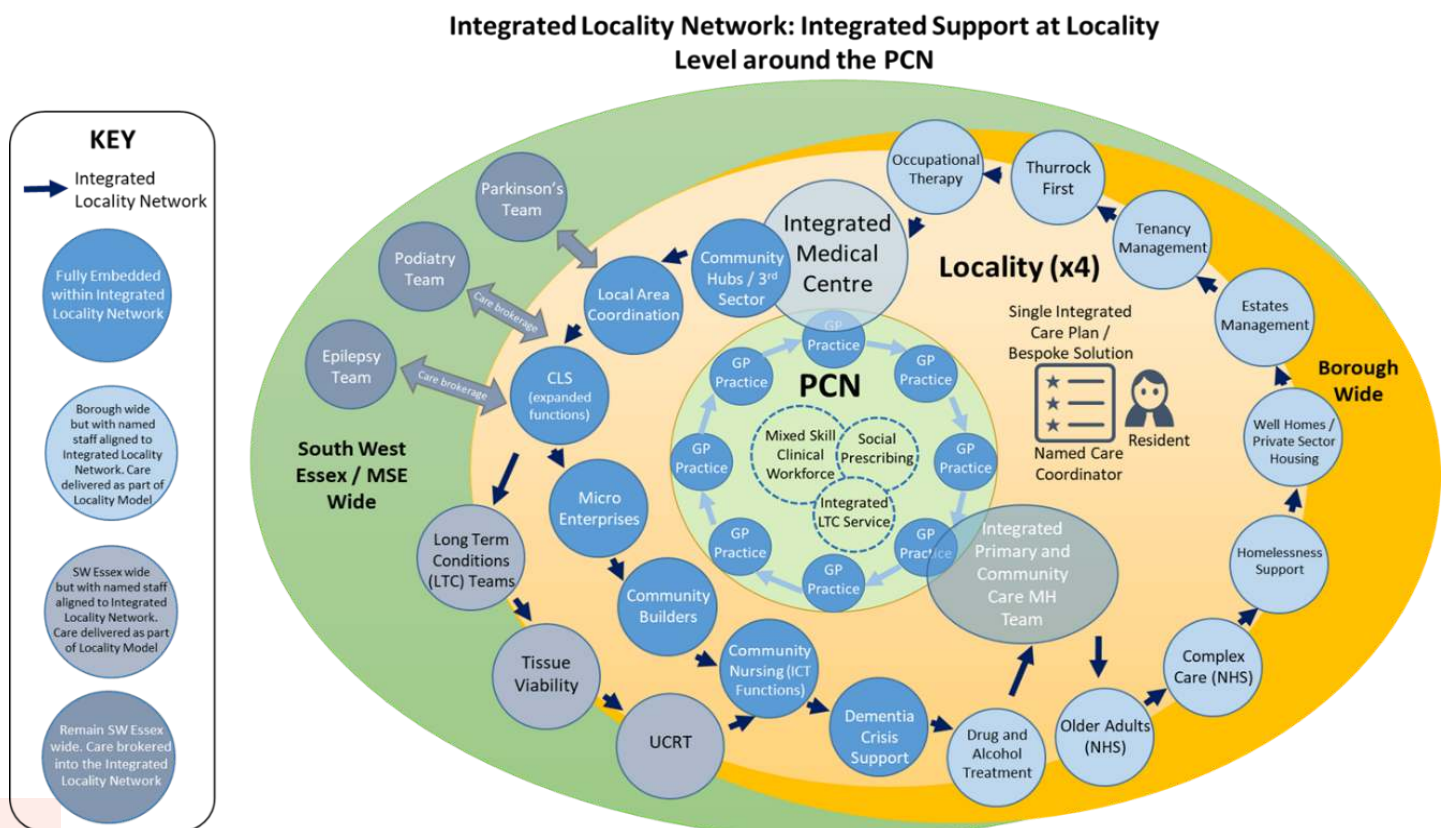 Integrated Locality Network: Integrated Support at Locality
Level around the PCN
KEY
Integrated
Locality Network
Fully Embedded
within Integrated
Locality Network
Borough wide
but with named
staff aligned to
Integrated Locality
Network. Care
delivered as part of
Locality Model
SW Essex wide
but with named staff
aligned to Integrated
Locality Network.
Care delivered as part
of Locality Model
Remain SW Essex
wide. Care brokered
into the Integrated
Locality Network
Parkinson's
Team
Podiatry
Team
Epilepsy
Team
Care brokerage
Care brokerage
South West
Essex / MSE
Wide
Occupational
Therapy
Thurrock
First
Tenancy
Management
Estates
Management
Well Homes /
Private Sector
Housing
Homelessness
Support
Complex
Care (NHS)
Older Adults
(NHS)
Drug and
Alcohol
Treatment
Dementia
Crisis
Support
Community
Nursing (ICT
Functions)
UCRT
Tissue
Viability
Long Term
Conditions
(LTC) Teams
Community
Builders
Micro
Enterprises
CLS
(expanded
functions)
Local Area
Coordination
Community
Hubs / 3rd
Sector
Integrated
Medical
Centre
Locality (x4)
Single Integrated
Care Plan /
Bespoke Solution
Named Care
Coordinator
Resident
Borough
Wide
PCN
GP
Practice
GP
Practice
GP
Practice
GP
Practice
GP
Practice
GP
Practice
GP
Practice
GP
Practice
Mixed Skill
Clinical
Workforce
Social
Prescribing
Integrated
LTC Service
Integrated
Primary and
Community
Care MH
Team